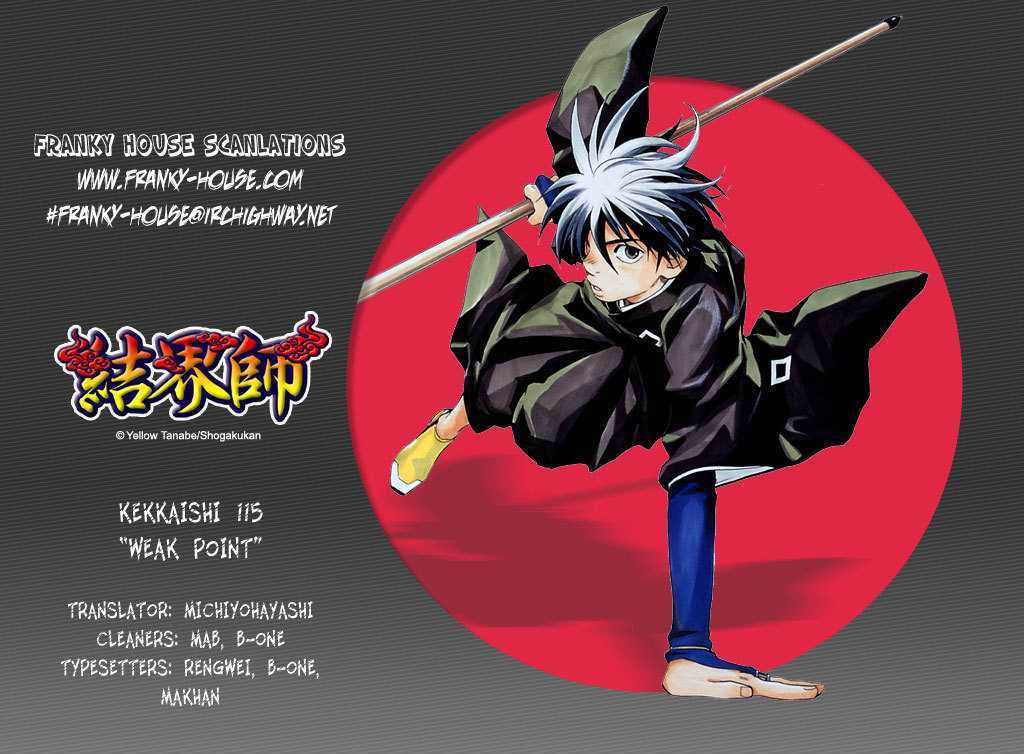 FRANKY HOUSE SCANLATIONS
WWW.FRANKY-HOUSE.COM
#FRANKY-HOUSE@IRCHIGHWAY.NET
結界師
© Yellow Tanabe/Shogakukan
KEKKAISHI 115
"WEAK POINT"
TRANSLATOR: MICHIYOHAYASHI
CLEANERS: MAB, B-ONE
TYPESETTERS: RENGWEI, B-ONE,
MAKHAN